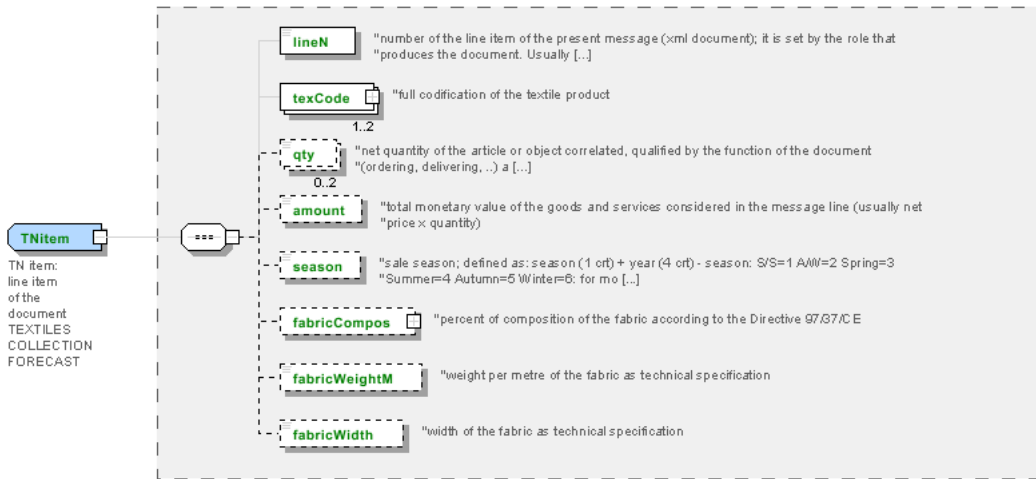 lineN
"number of the line item of the present message (xml document); it is set by the role that
"produces the document. Usually [...]
texCode
"full codification of the textile product
1..2
qty
"net quantity of the article or object correlated, qualified by the function of the document
"(ordering, delivering, ..) a [...]
0..2
amount
"total monetary value of the goods and services considered in the message line (usually net
"price x quantity)
TNitem
TN item:
line item
of the
document
TEXTILES
COLLECTION
FORECAST
season
"sale season; defined as: season (1 crt) + year (4 crt) - season: S/S=1 A/W=2 Spring=3
"Summer=4 Autumn=5 Winter=6: for mo [...]
fabricCompos
"percent of composition of the fabric according to the Directive 97/37/CE
fabricWeightM
"weight per metre of the fabric as technical specification
fabricWidth
"width of the fabric as technical specification